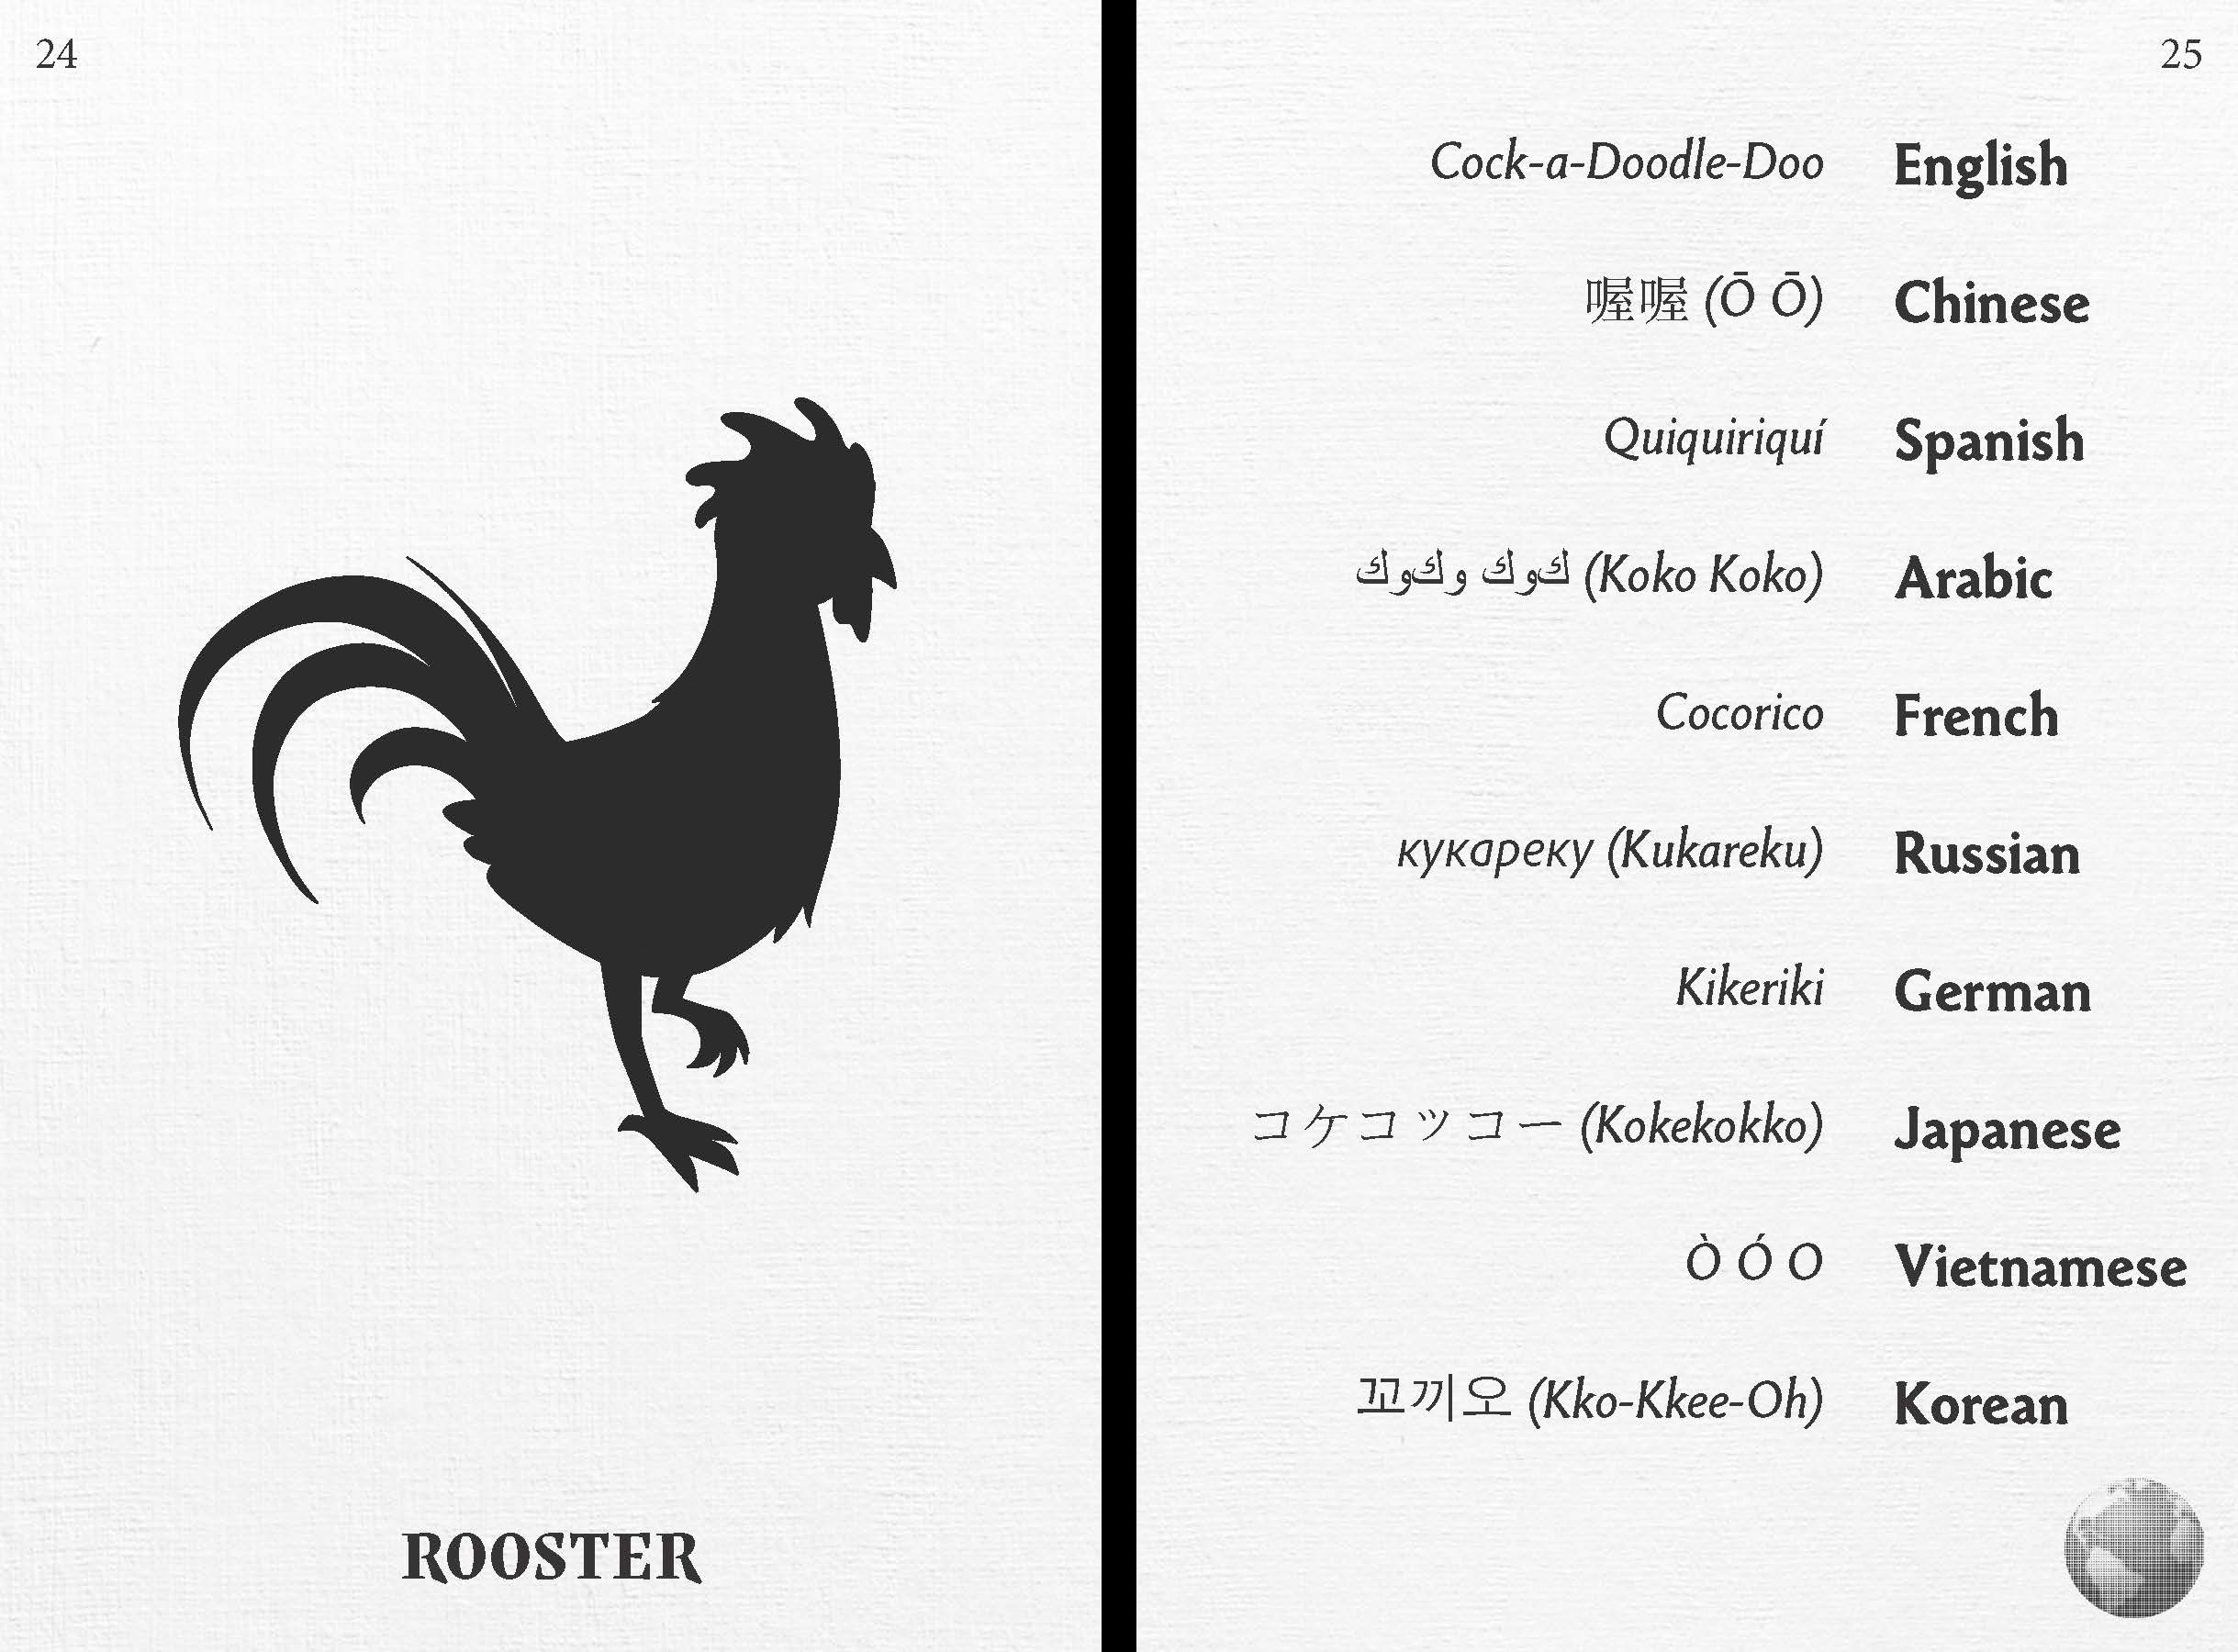 24
ROOSTER
25
Cock-a-Doodle-Doo English
喔喔 (Ō Ō) Chinese
Quiquiriquí Spanish
كوك وكوك (Koko Koko) Arabic
Cocorico French
кукареку (Kukareku) Russian
Kikeriki German
コケコッコー (Kokekokko) Japanese
Ò Ó O Vietnamese
꼬끼오 (Kko-Kkee-Oh) Korean